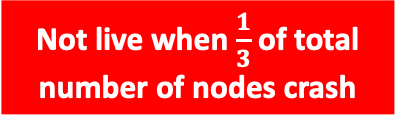 Not live when 1/3 of total
number of nodes crash